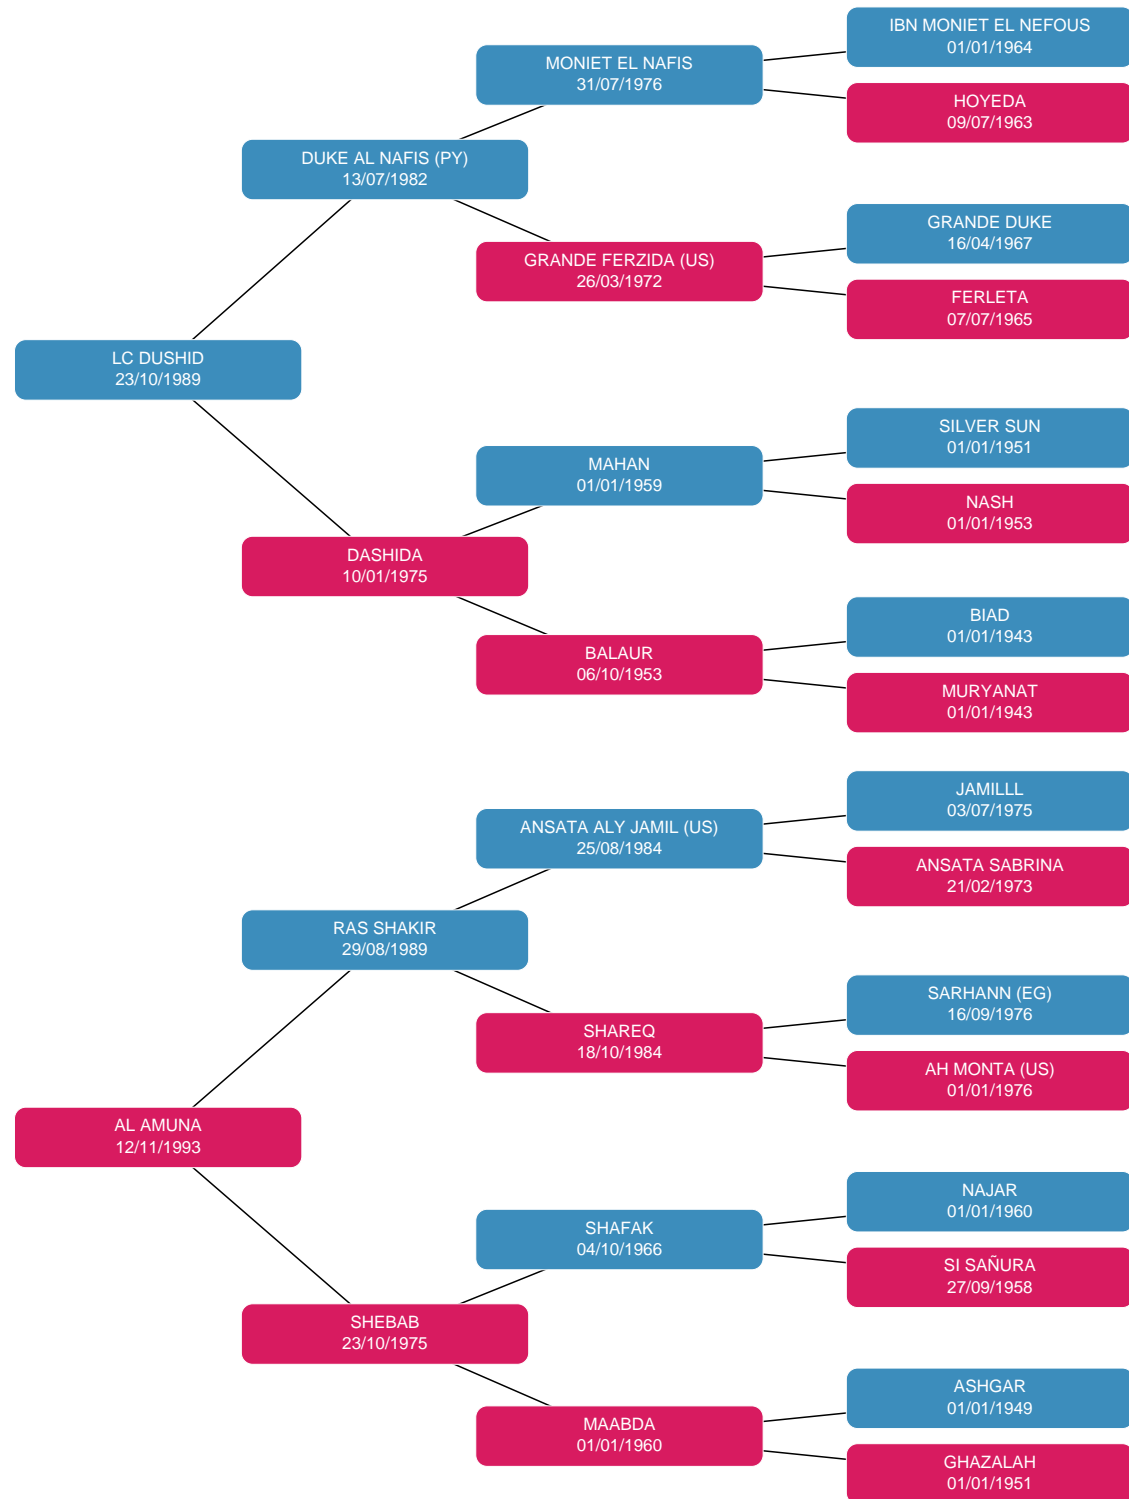 IBN MONIET EL NEFOUS
01/01/1964
MONIET EL NAFIS
31/07/1976
HOYEDA
09/07/1963
DUKE AL NAFIS (PY)
13/07/1982
GRANDE DUKE
16/04/1967
GRANDE FERZIDA (US)
26/03/1972
FERLETA
07/07/1965
LC DUSHID
23/10/1989
SILVER SUN
01/01/1951
MAHAN
01/01/1959
NASH
01/01/1953
DASHIDA
10/01/1975
BIAD
01/01/1943
BALAUR
06/10/1953
MURYANAT
01/01/1943
JAMILLL
03/07/1975
ANSATA ALY JAMIL (US)
25/08/1984
ANSATA SABRINA
21/02/1973
RAS SHAKIR
29/08/1989
SARHANN (EG)
16/09/1976
SHAREQ
18/10/1984
AH MONTA (US)
01/01/1976
AL AMUNA
12/11/1993
NAJAR
01/01/1960
SHAFAK
04/10/1966
SI SAÑURA
27/09/1958
SHEBAB
23/10/1975
ASHGAR
01/01/1949
MAABDA
01/01/1960
GHAZALAH
01/01/1951